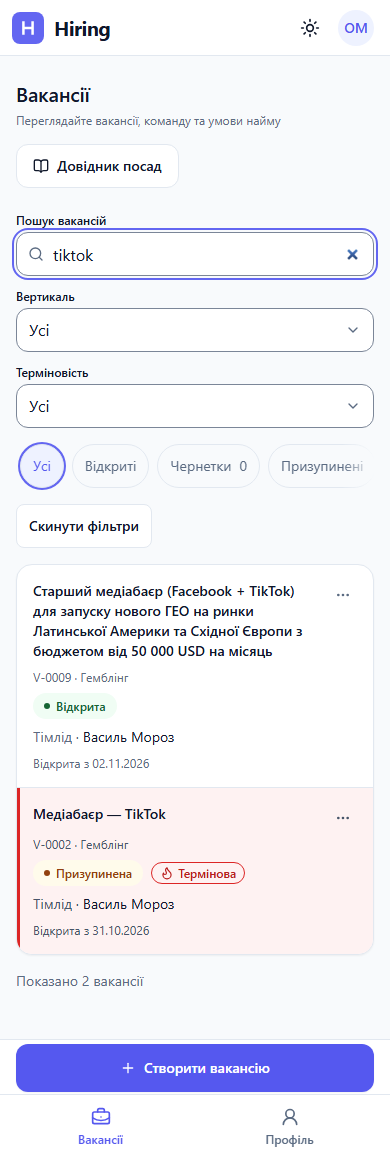 H Hiring OM
Вакансії
Переглядайте вакансії, команду та умови найму
Довідник посад
Пошук вакансій
tiktok
Вертикаль
Усі
Терміновість
Усі
Усі Відкриті Чернетки 0 Призупинені
Скинути фільтри
Старший медіабаєр (Facebook + TikTok)
для запуску нового ГЕО на ринки
Латинської Америки та Східної Європи з
бюджетом від 50 000 USD на місяць
V-0009 · Гемблінг
Відкрита
Тімлід · Василь Мороз
Відкрита з 02.11.2026
Медіабаєр — TikTok
V-0002 · Гемблінг
Призупинена Термінова
Тімлід · Василь Мороз
Відкрита з 31.10.2026
Показано 2 вакансії
+ Створити вакансію
Вакансії Профіль